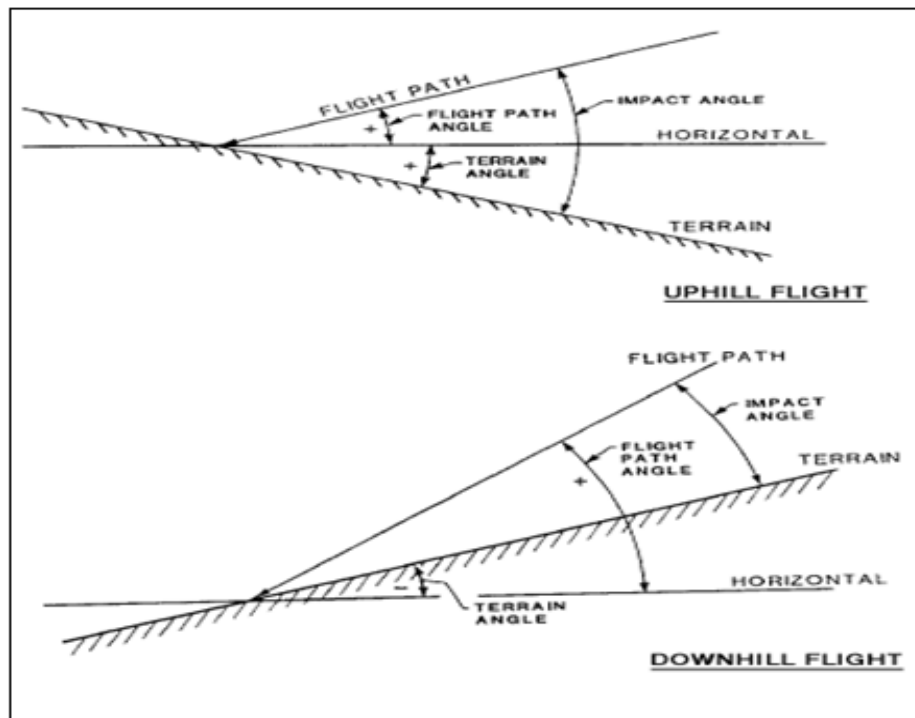 FLIGHT PATH
+
FLIGHT PATH
ANGLE
IMPACT ANGLE
HORIZONTAL
+
TERRAIN
ANGLE
TERRAIN
UPHILL FLIGHT
FLIGHT PATH
IMPACT
ANGLE
FLIGHT
PATH
ANGLE
+
TERRAIN
HORIZONTAL
−
TERRAIN
ANGLE
DOWNHILL FLIGHT